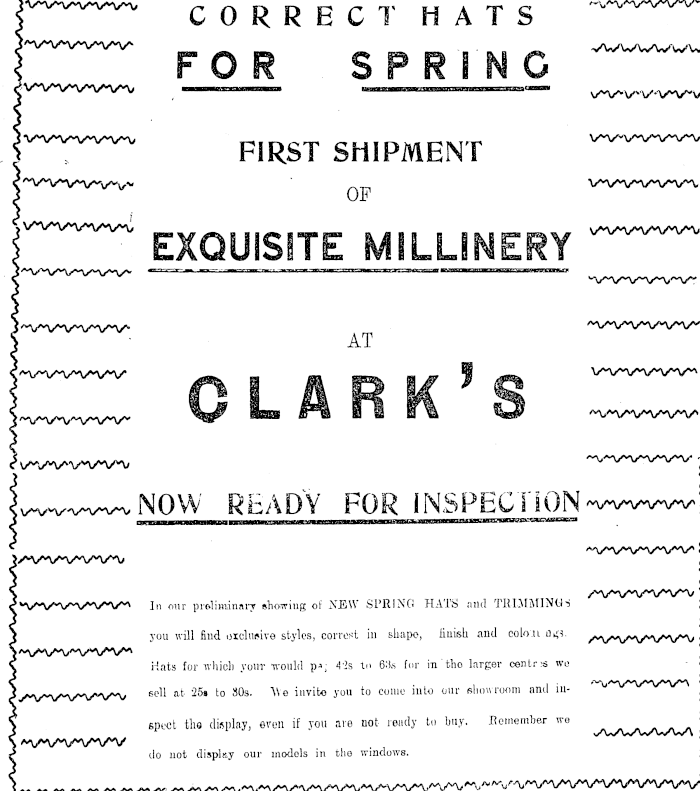 CORRECT HATS
FOR SPRING
FIRST SHIPMENT
OF
EXQUISITE MILLINERY
AT
CLARK'S
NOW READY FOR INSPECTION
In our preliminary showing of NEW SPRING HATS and TRIMMINGS
you will find exclusive styles, correct in shape, finish and
Hats for which your would pay 42s to 63s for in the larger centres we
sell at 25s to 30s. We invite you to come into our showroom and in-
spect the display, even if you are not ready to buy. Remember we
do not display our models in the windows.